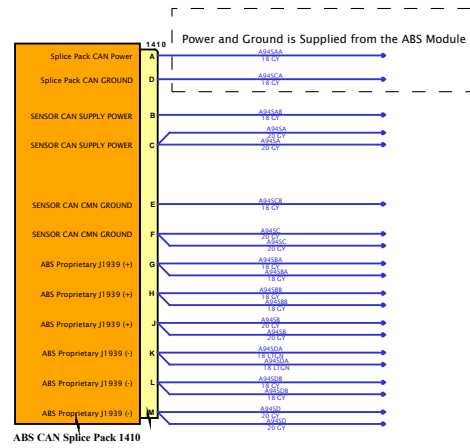 Power and Ground is Supplied from the ABS Module
1410
Splice Pack CAN Power A A94SAA
18 GY
Splice Pack CAN GROUND D A94SCA
18 GY
SENSOR CAN SUPPLY POWER B A94SAB
18 GY
A94SA
20 GY
SENSOR CAN SUPPLY POWER C A94SA
20 GY
SENSOR CAN CMN GROUND E A94SCB
18 GY
SENSOR CAN CMN GROUND F A94SC
20 GY
A94SC
20 GY
ABS Proprietary J1939 (+) G A94SBA
18 GY
A94SBA
18 GY
ABS Proprietary J1939 (+) H A94SBB
18 GY
A94SBB
18 GY
ABS Proprietary J1939 (+) J A94SB
20 GY
A94SB
20 GY
ABS Proprietary J1939 (-) K A94SDA
18 LTGN
A94SDA
18 LTGN
ABS Proprietary J1939 (-) L A94SDB
18 GY
A94SDB
18 GY
ABS Proprietary J1939 (-) M A94SD
20 GY
A94SD
20 GY
ABS CAN Splice Pack 1410